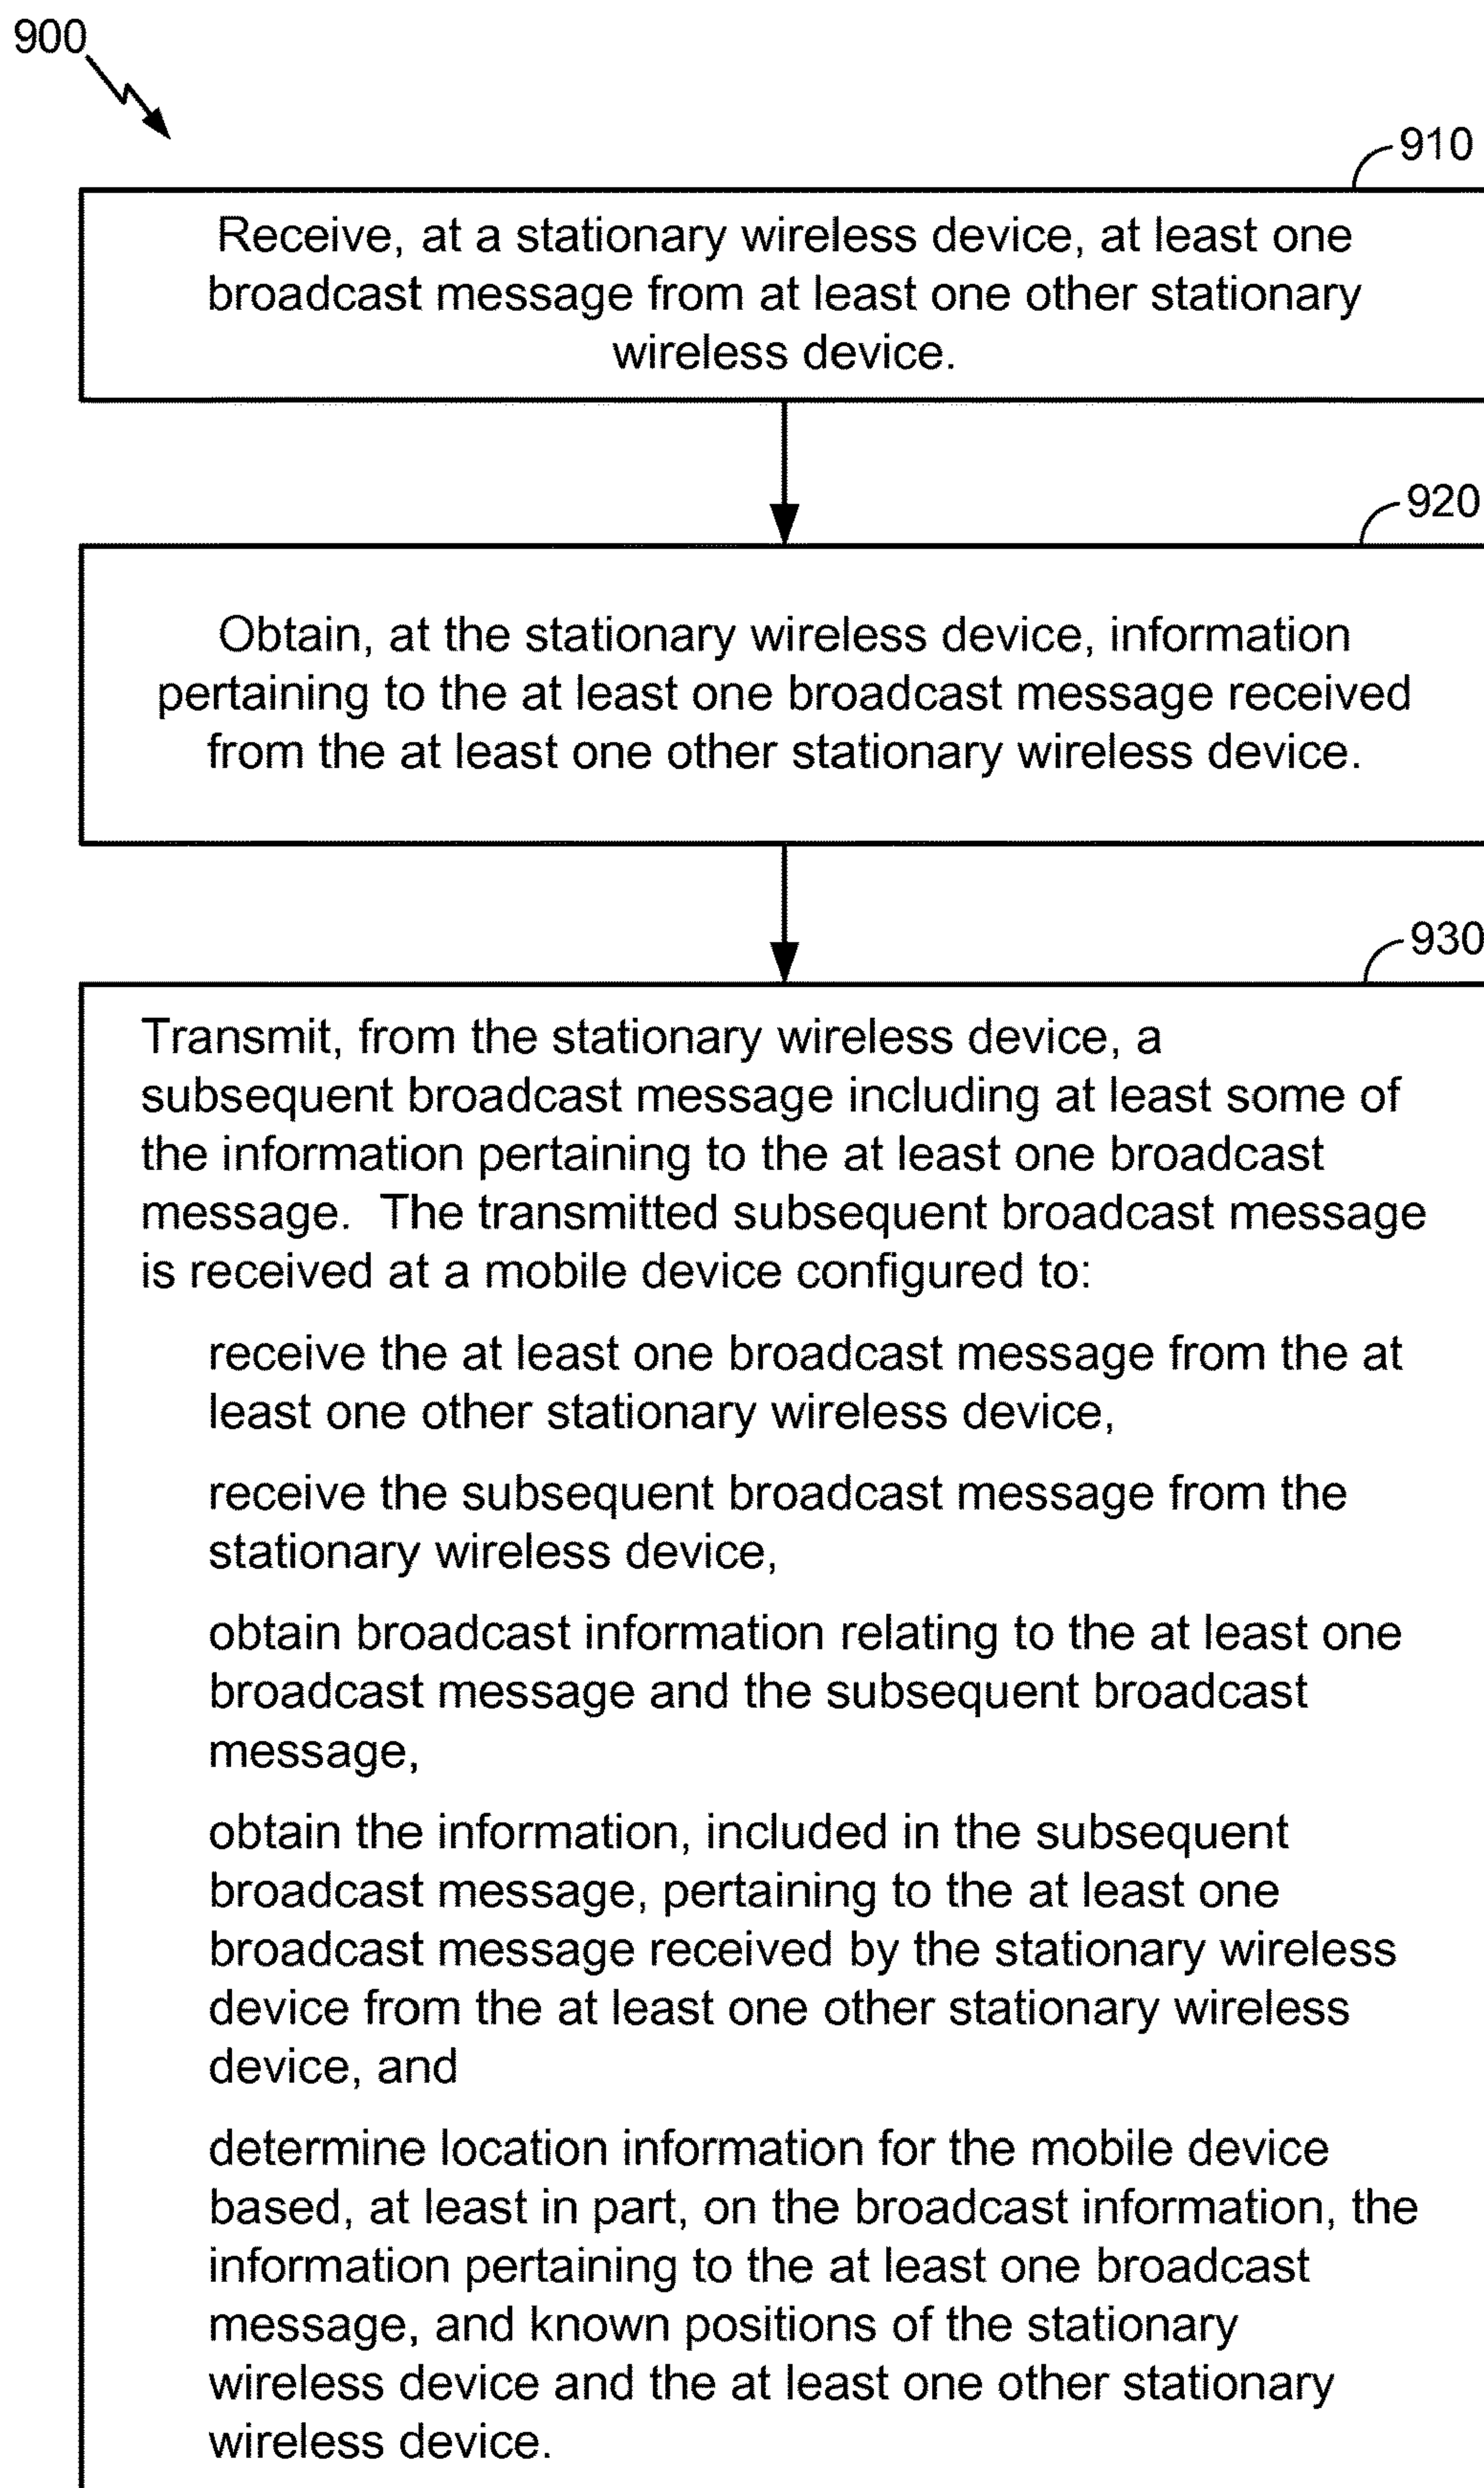 900
910
Receive, at a stationary wireless device, at least one
broadcast message from at least one other stationary
wireless device.
920
Obtain, at the stationary wireless device, information
pertaining to the at least one broadcast message received
from the at least one other stationary wireless device.
930
Transmit, from the stationary wireless device, a
subsequent broadcast message including at least some of
the information pertaining to the at least one broadcast
message. The transmitted subsequent broadcast message
is received at a mobile device configured to:
receive the at least one broadcast message from the at
least one other stationary wireless device,
receive the subsequent broadcast message from the
stationary wireless device,
obtain broadcast information relating to the at least one
broadcast message and the subsequent broadcast
message,
obtain the information, included in the subsequent
broadcast message, pertaining to the at least one
broadcast message received by the stationary wireless
device from the at least one other stationary wireless
device, and
determine location information for the mobile device
based, at least in part, on the broadcast information, the
information pertaining to the at least one broadcast
message, and known positions of the stationary
wireless device and the at least one other stationary
wireless device.